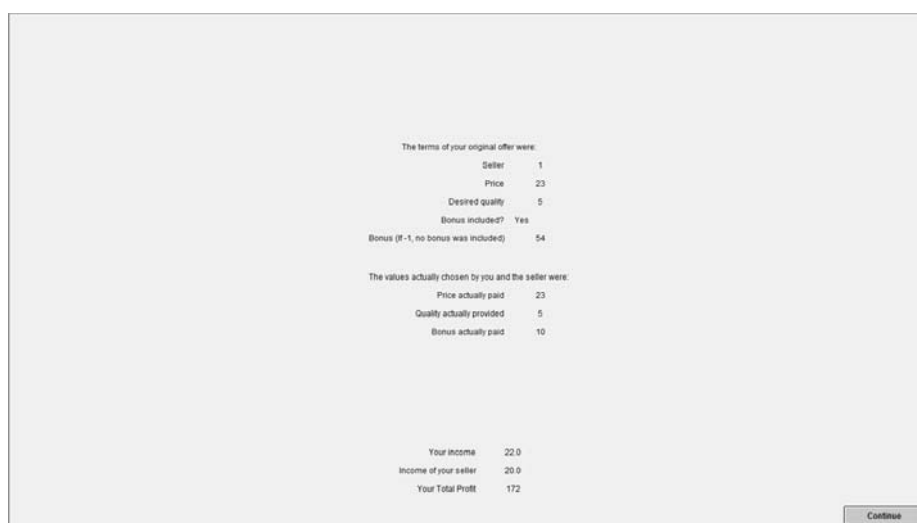 The terms of your original offer were:
Seller 1
Price 23
Desired quality 5
Bonus included? Yes
Bonus (If -1, no bonus was included) 54
The values actually chosen by you and the seller were:
Price actually paid 23
Quality actually provided 5
Bonus actually paid 10
Your income 22.0
Income of your seller 20.0
Your Total Profit 172
Continue